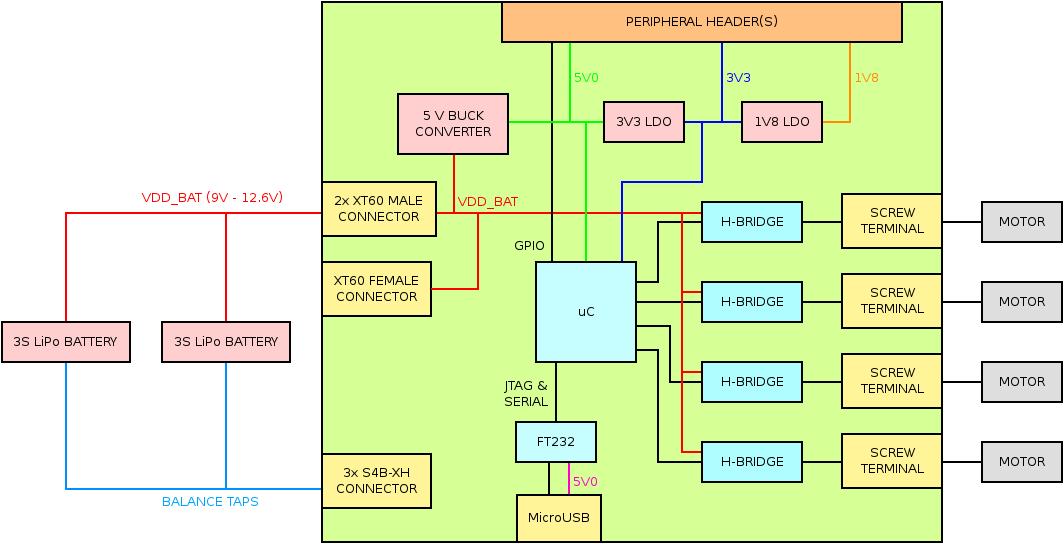 PERIPHERAL HEADER(S)
5V0
3V3
1V8
5 V BUCK
CONVERTER
3V3 LDO
1V8 LDO
VDD_BAT (9V - 12.6V)
2x XT60 MALE
CONNECTOR
VDD_BAT
H-BRIDGE
SCREW
TERMINAL
MOTOR
GPIO
XT60 FEMALE
CONNECTOR
uC
H-BRIDGE
SCREW
TERMINAL
MOTOR
3S LiPo BATTERY
3S LiPo BATTERY
JTAG &
SERIAL
H-BRIDGE
SCREW
TERMINAL
MOTOR
FT232
H-BRIDGE
SCREW
TERMINAL
MOTOR
3x S4B-XH
CONNECTOR
5V0
BALANCE TAPS
MicroUSB